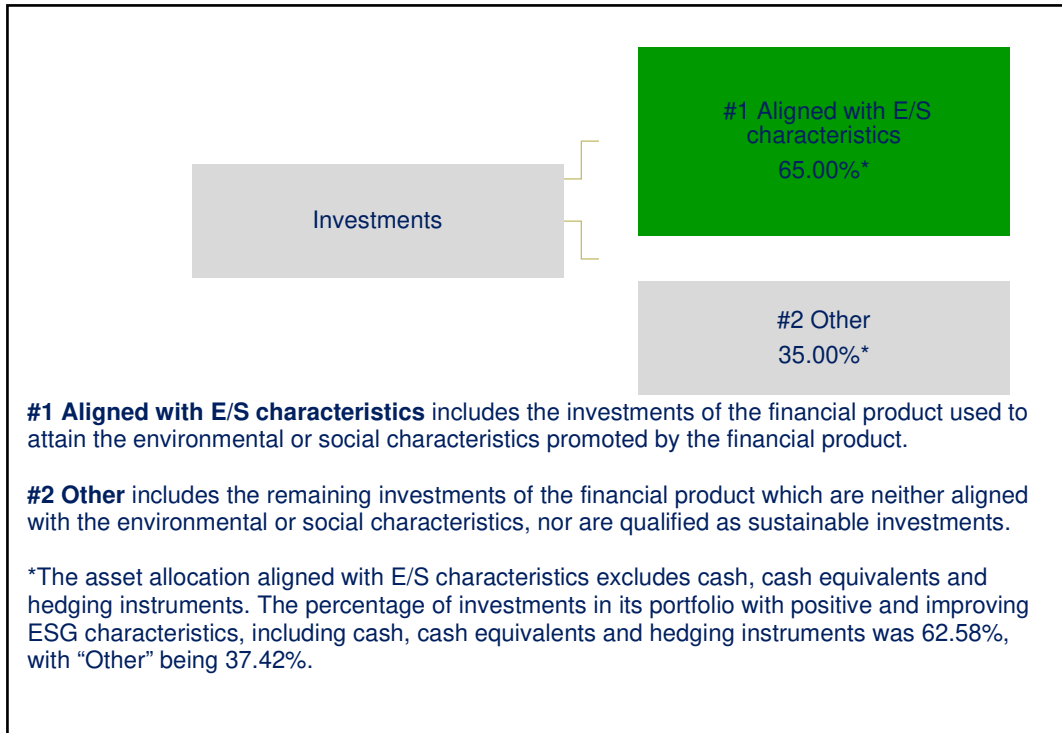 #1 Aligned with E/S
characteristics
65.00%*
Investments
#2 Other
35.00%*
#1 Aligned with E/S characteristics includes the investments of the financial product used to
attain the environmental or social characteristics promoted by the financial product.
#2 Other includes the remaining investments of the financial product which are neither aligned
with the environmental or social characteristics, nor are qualified as sustainable investments.
*The asset allocation aligned with E/S characteristics excludes cash, cash equivalents and
hedging instruments. The percentage of investments in its portfolio with positive and improving
ESG characteristics, including cash, cash equivalents and hedging instruments was 62.58%,
with “Other” being 37.42%.